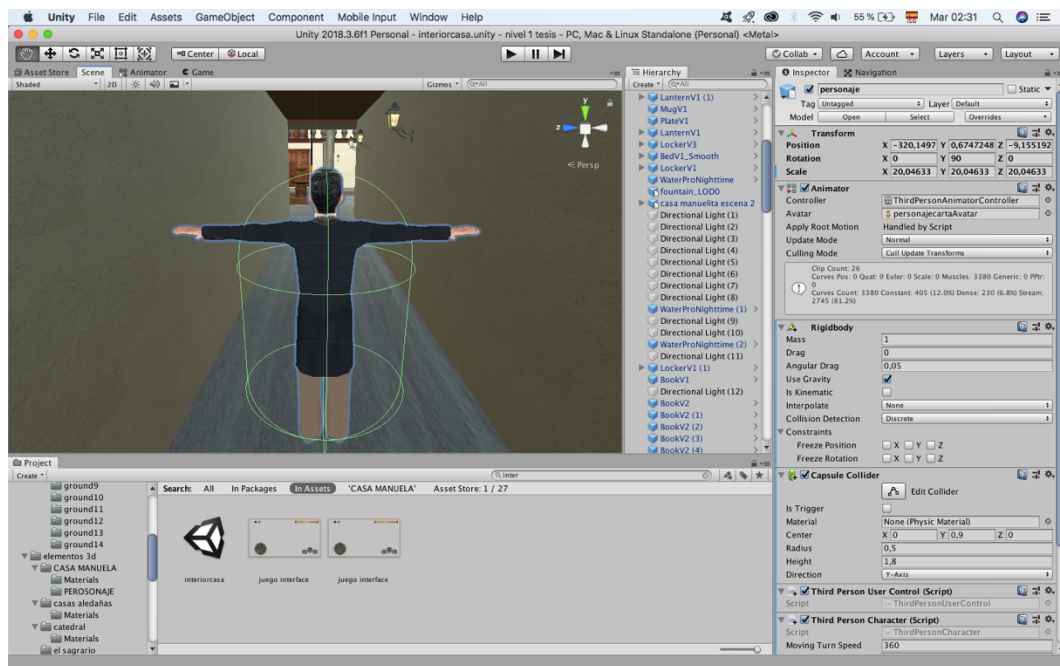 Unity File Edit Assets GameObject Component Mobile Input Window Help 55 % Mar 02:31
Unity 2018.3.6f1 Personal - interiorcasa.unity - nivel 1 tesis - PC, Mac & Linux Standalone (Personal) <Metal>
Center Local Collab Account Layers Layout
Asset Store Scene Animator Game
Shaded 2D Gizmos All
y
z
Persp
Hierarchy
Create All
LanternV1 (1)
MugV1
PlateV1
LanternV1
LockerV3
BedV1_Smooth
LockerV1
WaterProNighttime
fountain_LOD0
casa manuelita escena 2
Directional Light (1)
Directional Light (2)
Directional Light (3)
Directional Light (4)
Directional Light (5)
Directional Light (6)
Directional Light (7)
Directional Light (8)
WaterProNighttime (1)
Directional Light (9)
Directional Light (10)
WaterProNighttime (2)
Directional Light (11)
LockerV1 (1)
BookV1
Directional Light (12)
BookV2
BookV2 (1)
BookV2 (2)
BookV2 (3)
BookV2 (4)
Inspector Navigation
personaje Static
Tag Untagged Layer Default
Model Open Select Overrides
Transform
Position X -320,1497 Y 0,6747248 Z -9,155192
Rotation X 0 Y 90 Z 0
Scale X 20,04633 Y 20,04633 Z 20,04633
Animator
Controller ThirdPersonAnimatorController
Avatar personajecartaAvatar
Apply Root Motion Handled by Script
Update Mode Normal
Culling Mode Cull Update Transforms
Clip Count: 26
Curves Pos: 0 Quat: 0 Euler: 0 Scale: 0 Muscles: 3380 Generic: 0 PPtr:
0
Curves Count: 3380 Constant: 405 (12.0%) Dense: 230 (6.8%) Stream:
2745 (81.2%)
Rigidbody
Mass 1
Drag 0
Angular Drag 0,05
Use Gravity
Is Kinematic
Interpolate None
Collision Detection Discrete
Constraints
Freeze Position X Y Z
Freeze Rotation X Y Z
Capsule Collider
Edit Collider
Is Trigger
Material None (Physic Material)
Center X 0 Y 0,9 Z 0
Radius 0,5
Height 1,8
Direction Y-Axis
Third Person User Control (Script)
Script ThirdPersonUserControl
Third Person Character (Script)
Script ThirdPersonCharacter
Moving Turn Speed 360
Project
Create inter
ground9
ground10
ground11
ground12
ground13
ground14
elementos 3d
CASA MANUELA
Materials
PEROSONAJE
casas aledañas
Materials
catedral
Materials
el sagrario
Search: All In Packages In Assets 'CASA MANUELA' Asset Store: 1 / 27
interiorcasa juego interface juego interface